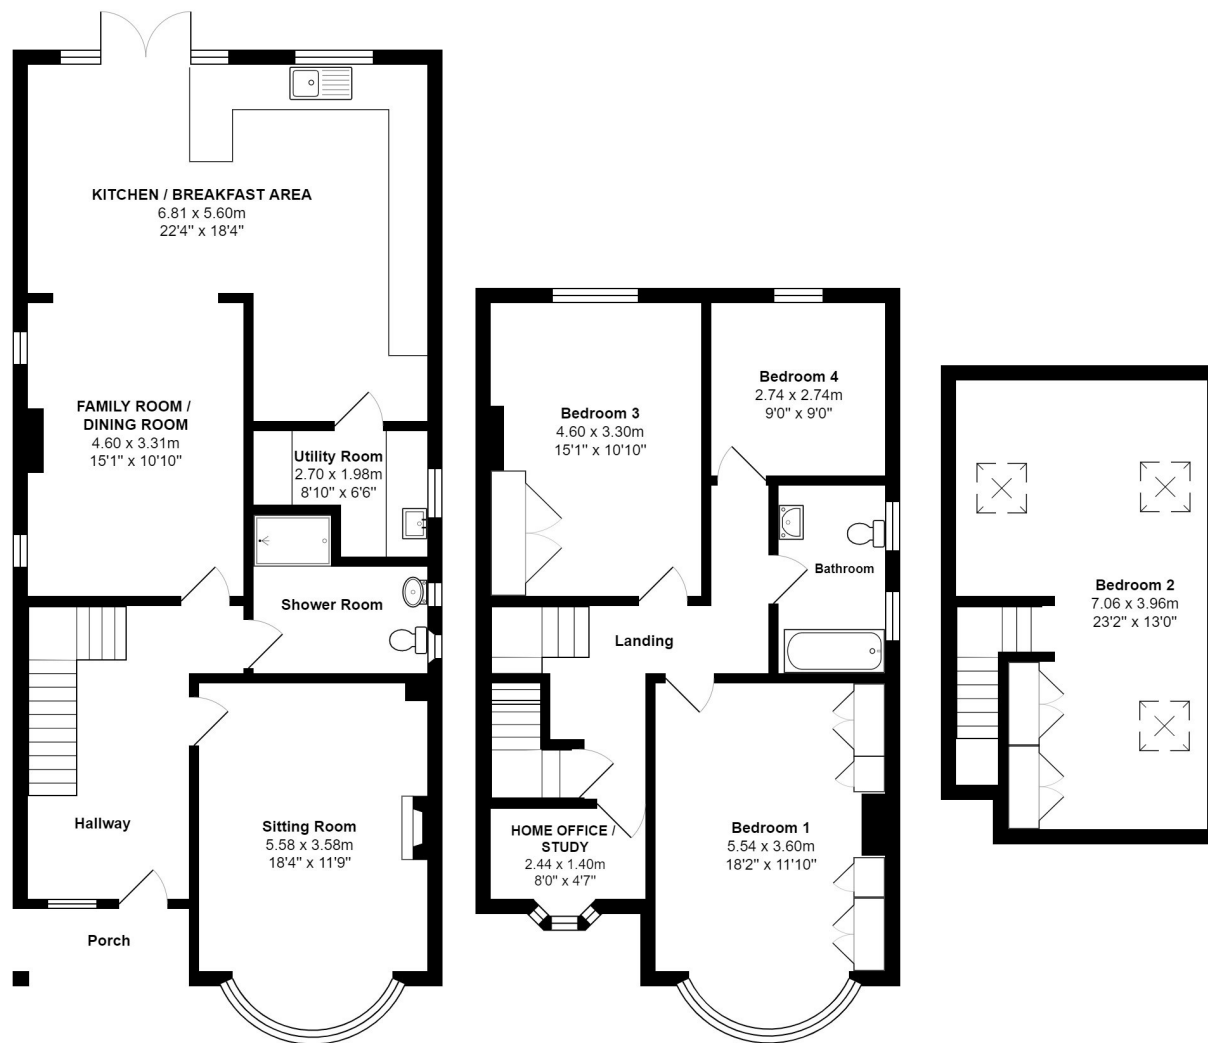 KITCHEN / BREAKFAST AREA
6.81 x 5.60m
22'4" x 18'4"
FAMILY ROOM /
DINING ROOM
4.60 x 3.31m
15'1" x 10'10"
Utility Room
2.70 x 1.98m
8'10" x 6'6"
Shower Room
Hallway
Sitting Room
5.58 x 3.58m
18'4" x 11'9"
Porch
Bedroom 3
4.60 x 3.30m
15'1" x 10'10"
Bedroom 4
2.74 x 2.74m
9'0" x 9'0"
Bathroom
Landing
HOME OFFICE /
STUDY
2.44 x 1.40m
8'0" x 4'7"
Bedroom 1
5.54 x 3.60m
18'2" x 11'10"
Bedroom 2
7.06 x 3.96m
23'2" x 13'0"